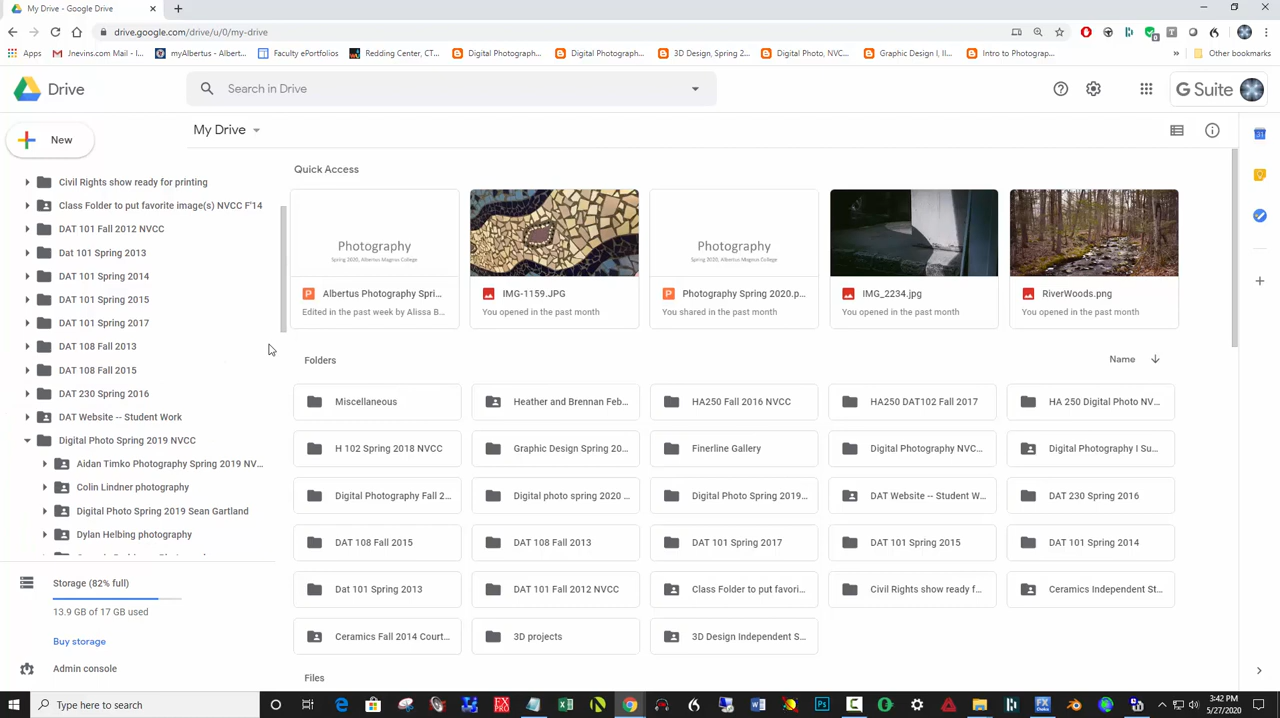 My Drive - Google Drive
drive.google.com/drive/u/0/my-drive
Apps
Jnevins.com Mail - I...
myAlbertus - Albert...
Faculty ePortfolios
Redding Center, CT...
Digital Photograph...
Digital Photograph...
3D Design, Spring 2...
Digital Photo, NVC...
Graphic Design I, II...
Intro to Photograp...
Other bookmarks
Drive
Search in Drive
G Suite
New
My Drive
Civil Rights show ready for printing
Class Folder to put favorite image(s) NVCC F'14
DAT 101 Fall 2012 NVCC
Dat 101 Spring 2013
DAT 101 Spring 2014
DAT 101 Spring 2015
DAT 101 Spring 2017
DAT 108 Fall 2013
DAT 108 Fall 2015
DAT 230 Spring 2016
DAT Website -- Student Work
Digital Photo Spring 2019 NVCC
Aidan Timko Photography Spring 2019 NV...
Colin Lindner photography
Digital Photo Spring 2019 Sean Gartland
Dylan Helbing photography
Storage (82% full)
13.9 GB of 17 GB used
Buy storage
Admin console
Quick Access
Photography
Spring 2020, Albertus Magnus College
Albertus Photography Spri...
Edited in the past week by Alissa B...
IMG-1159.JPG
You opened in the past month
Photography
Spring 2020, Albertus Magnus College
Photography Spring 2020.p...
You shared in the past month
IMG_2234.jpg
You opened in the past month
RiverWoods.png
You opened in the past month
Folders
Name
Miscellaneous
Heather and Brennan Feb...
HA250 Fall 2016 NVCC
HA250 DAT102 Fall 2017
HA 250 Digital Photo NV...
H 102 Spring 2018 NVCC
Graphic Design Spring 20...
Finerline Gallery
Digital Photography NVC...
Digital Photography I Su...
Digital Photography Fall 2...
Digital photo spring 2020 ...
Digital Photo Spring 2019...
DAT Website -- Student W...
DAT 230 Spring 2016
DAT 108 Fall 2015
DAT 108 Fall 2013
DAT 101 Spring 2017
DAT 101 Spring 2015
DAT 101 Spring 2014
Dat 101 Spring 2013
DAT 101 Fall 2012 NVCC
Class Folder to put favori...
Civil Rights show ready f...
Ceramics Independent St...
Ceramics Fall 2014 Court...
3D projects
3D Design Independent S...
Files
Type here to search
3:42 PM
5/27/2020